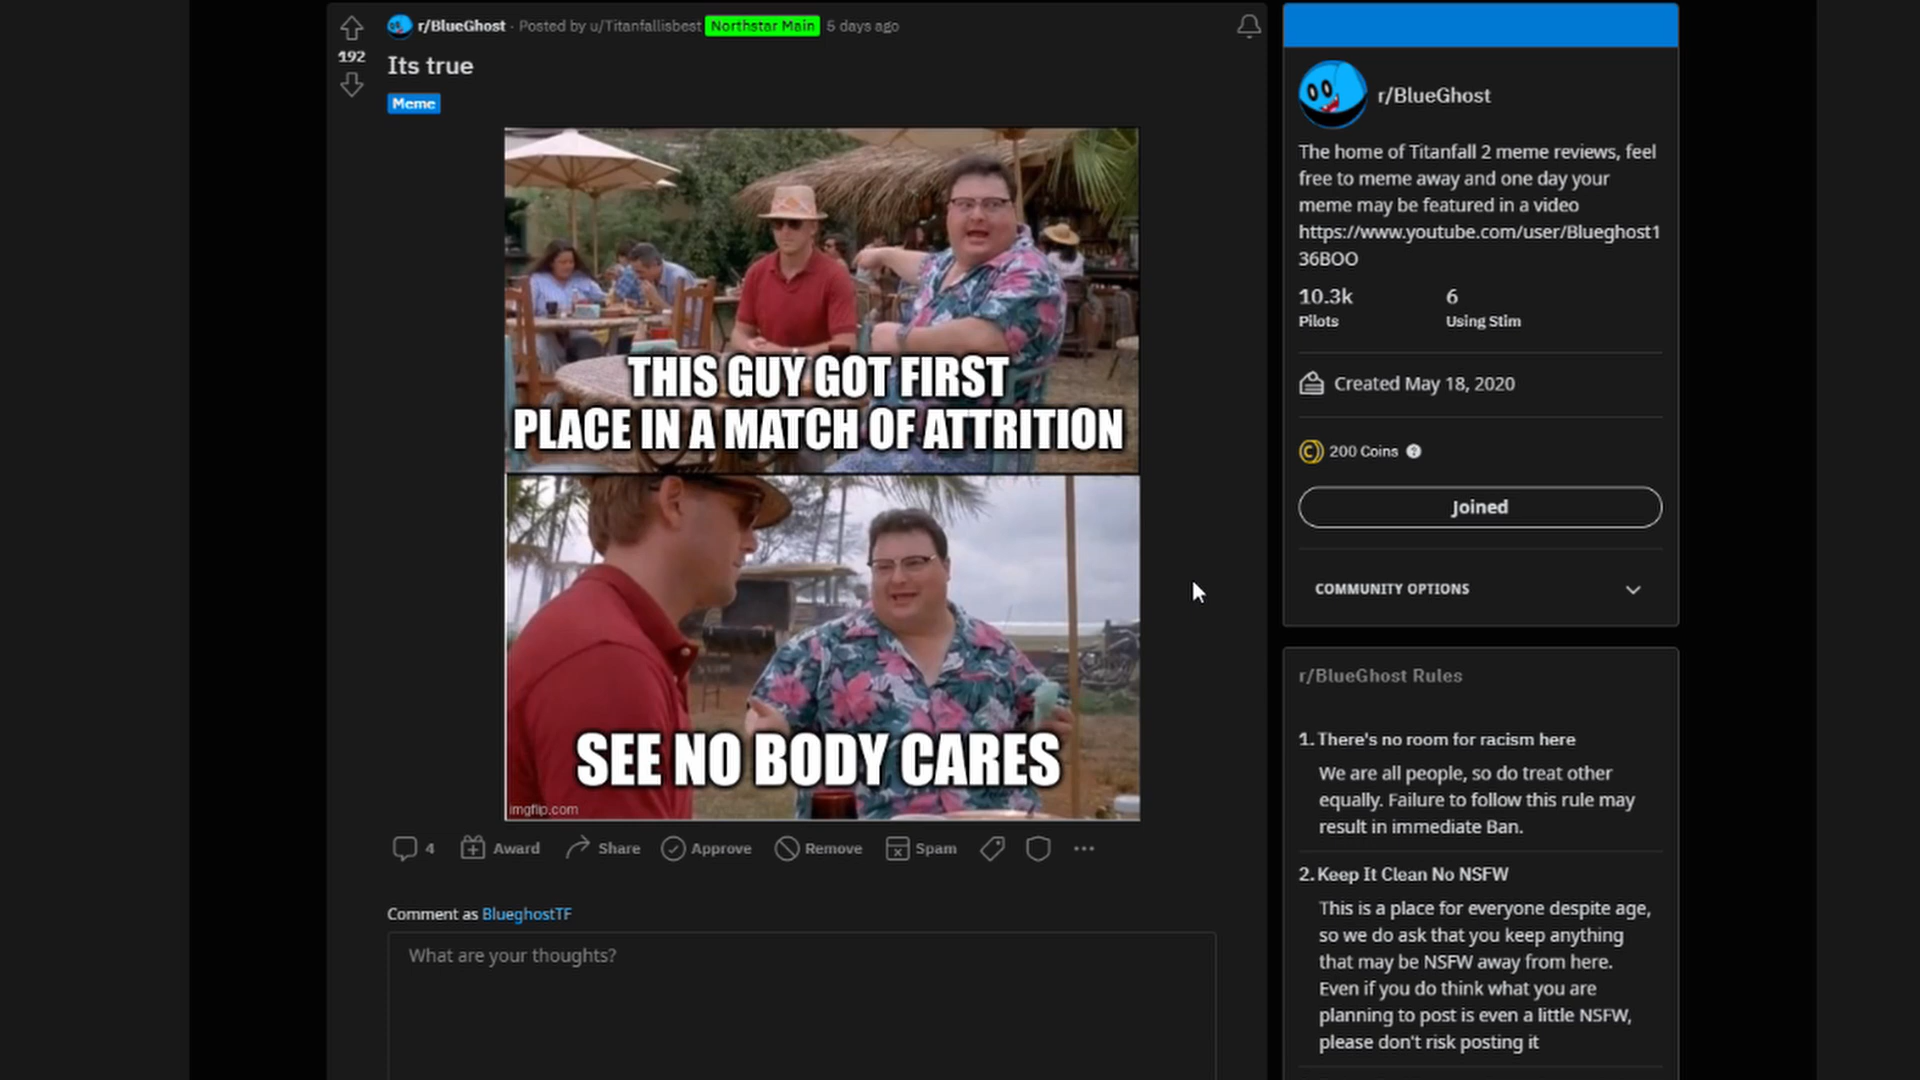 r/BlueGhost · Posted by u/Titanfallisbest Northstar Main 5 days ago
192
Its true
Meme
THIS GUY GOT FIRST
PLACE IN A MATCH OF ATTRITION
SEE NO BODY CARES
imgflip.com
4 Award Share Approve Remove Spam
Comment as BlueghostTF
What are your thoughts?
r/BlueGhost
The home of Titanfall 2 meme reviews, feel
free to meme away and one day your
meme may be featured in a video
https://www.youtube.com/user/Blueghost1
36BOO
10.3k 6
Pilots Using Stim
Created May 18, 2020
200 Coins
Joined
COMMUNITY OPTIONS
r/BlueGhost Rules
1. There's no room for racism here
We are all people, so do treat other
equally. Failure to follow this rule may
result in immediate Ban.
2. Keep It Clean No NSFW
This is a place for everyone despite age,
so we do ask that you keep anything
that may be NSFW away from here.
Even if you do think what you are
planning to post is even a little NSFW,
please don't risk posting it